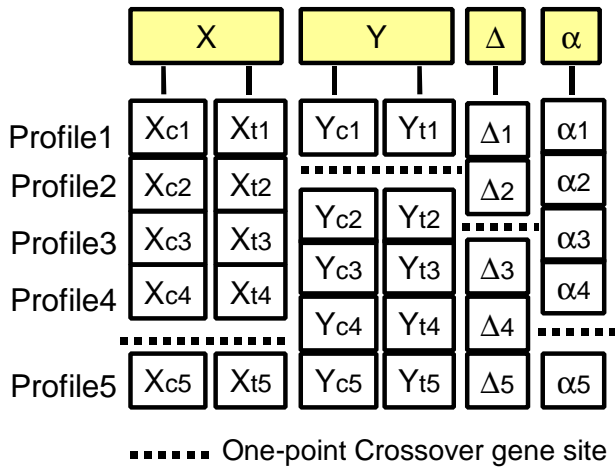 X Y Δ α
Profile1 Xc1 Xt1 Yc1 Yt1 Δ1 α1
Profile2 Xc2 Xt2 Yc2 Yt2 Δ2 α2
Profile3 Xc3 Xt3 Yc3 Yt3 Δ3 α3
Profile4 Xc4 Xt4 Yc4 Yt4 Δ4 α4
Profile5 Xc5 Xt5 Yc5 Yt5 Δ5 α5
One-point Crossover gene site